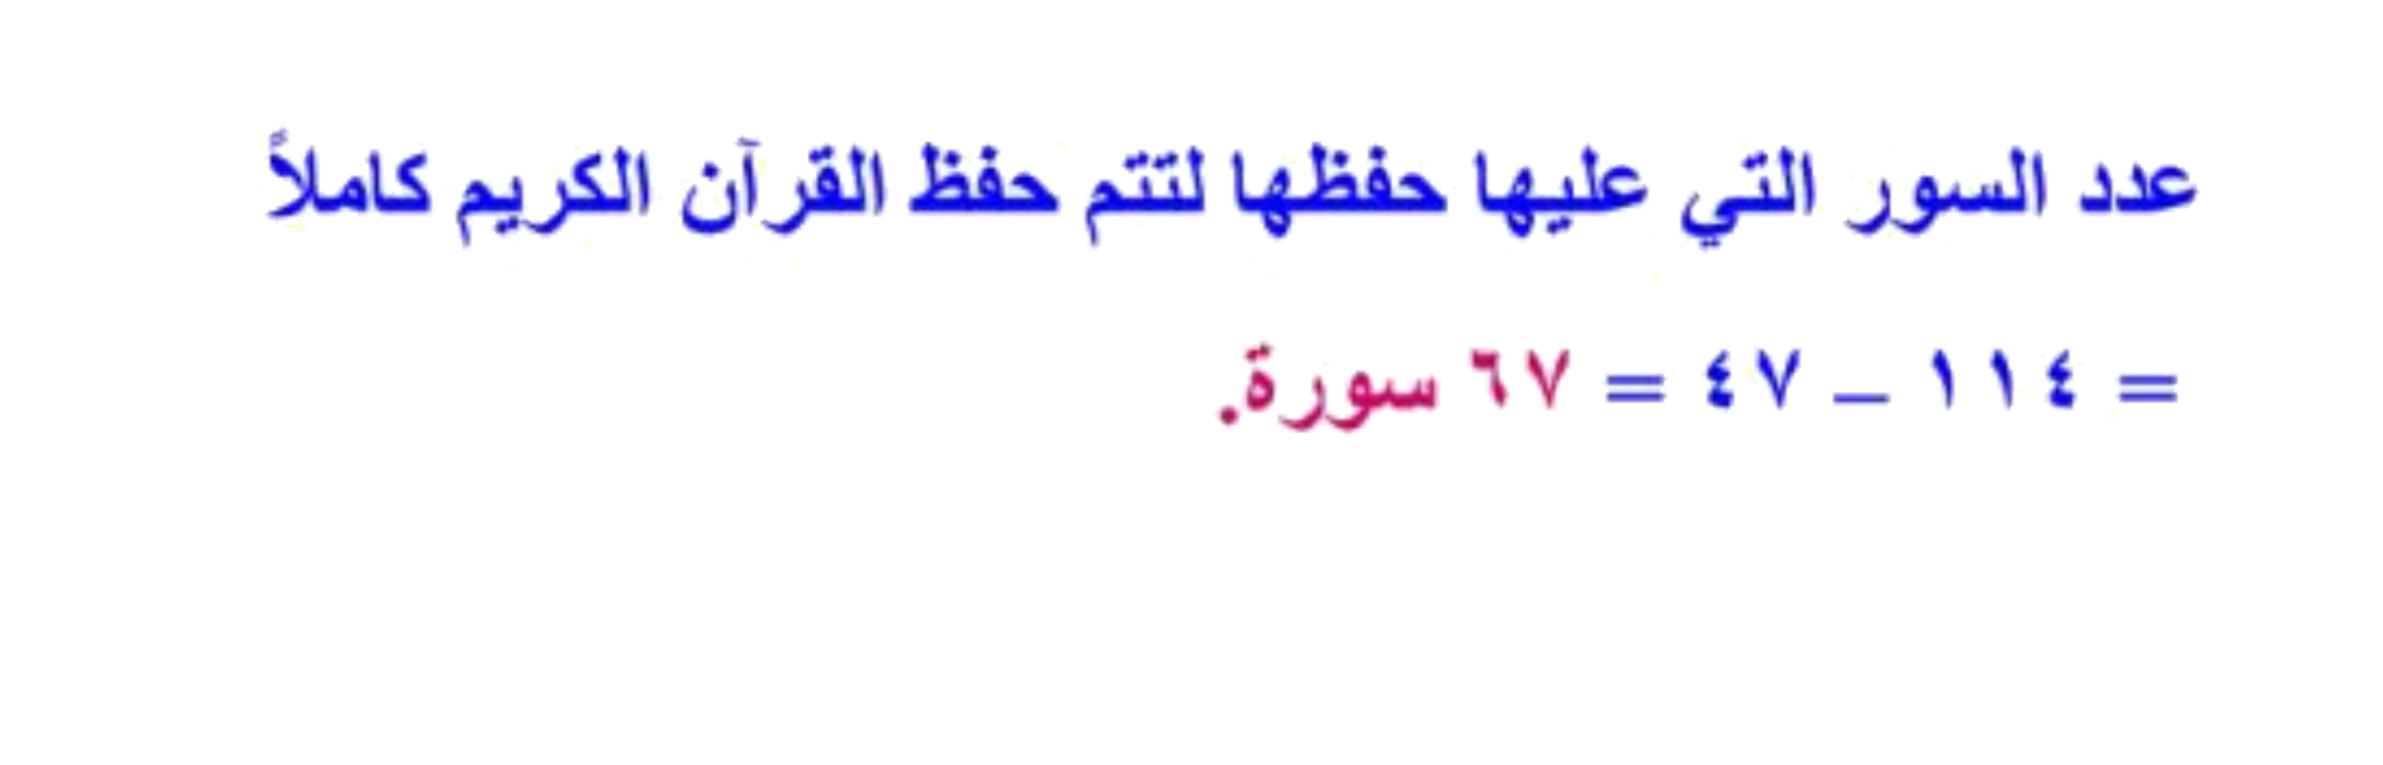 عدد السور التي عليها حفظها لتتم حفظ القرآن الكريم كاملاً
= ١١٤ – ٤٧ = ٦٧ سورة.